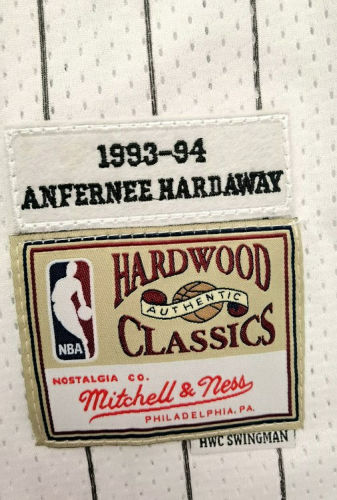 1993-94
ANFERNEE HARDAWAY
HARDWOOD
AUTHENTIC
CLASSICS
NBA
NOSTALGIA CO.
Mitchell & Ness
PHILADELPHIA, PA.
HWC SWINGMAN